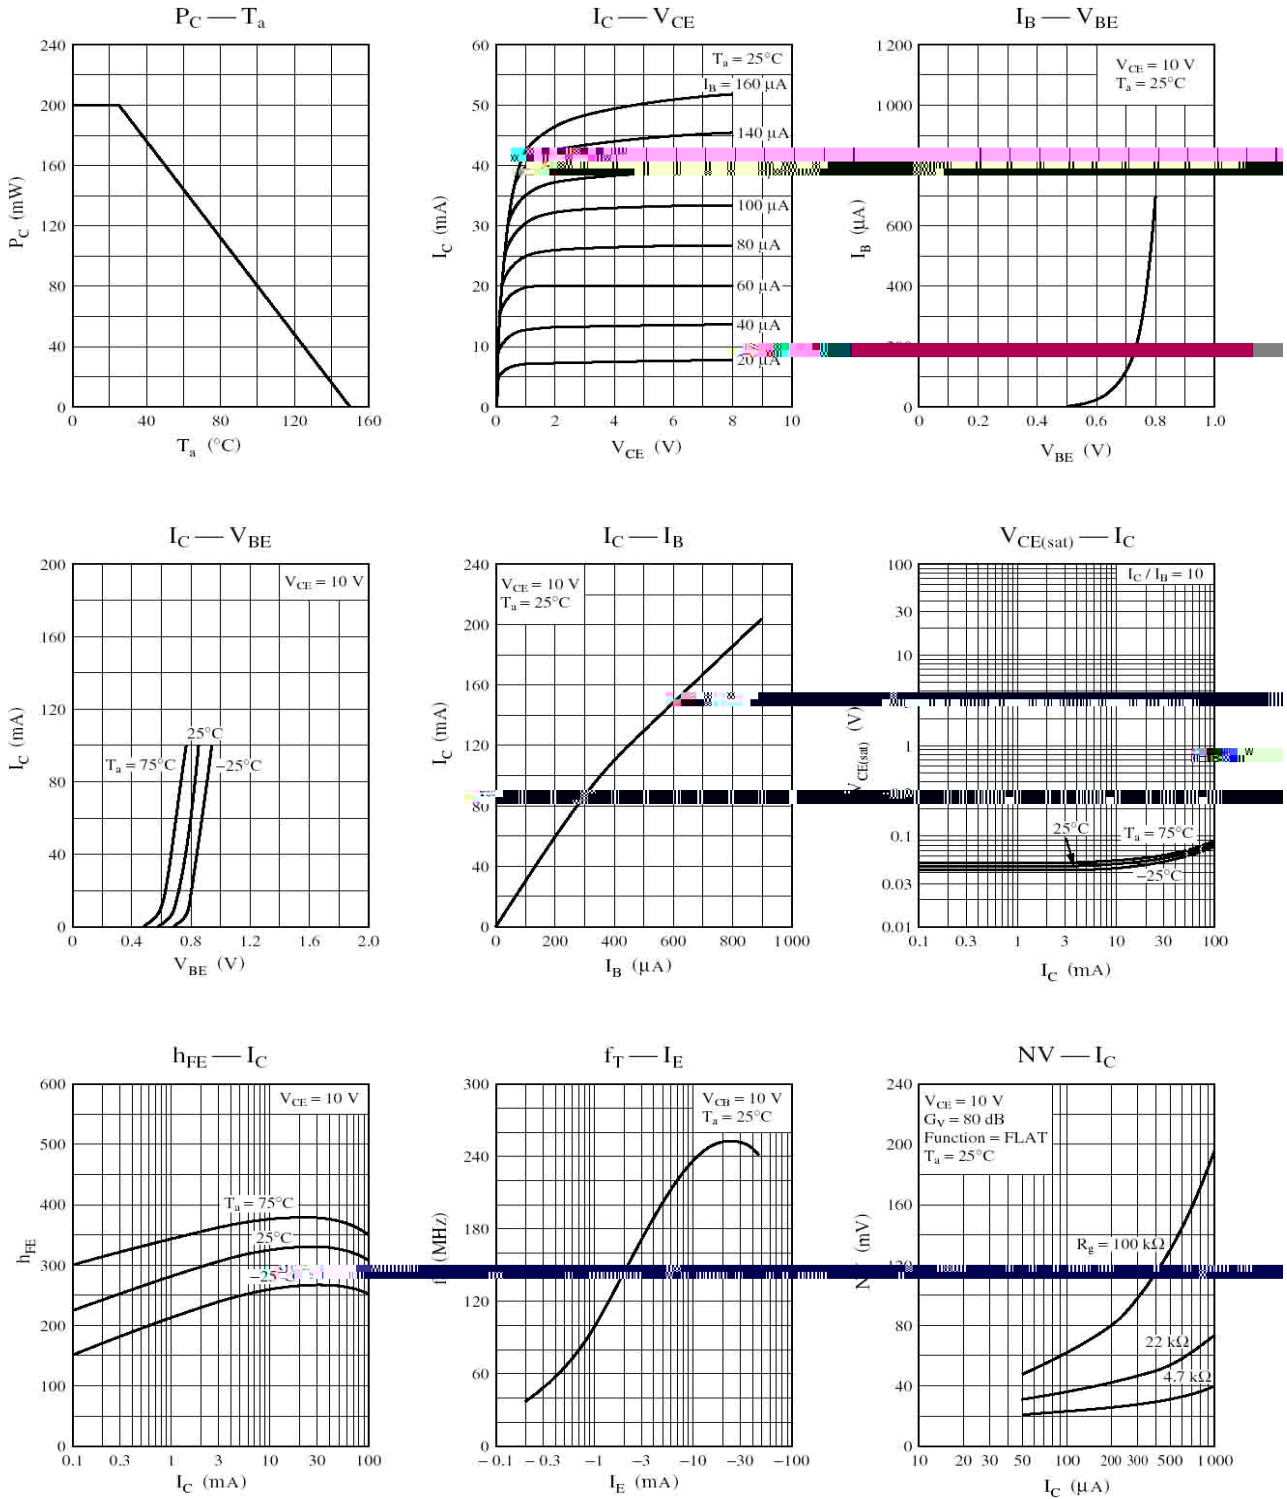 P_C — T_a
240
200
160
120
80
40
0
P_C (mW)
0 40 80 120 160
T_a (°C)
I_C — V_CE
T_a = 25°C
I_B = 160 µA
140 µA
100 µA
80 µA
60 µA
40 µA
20 µA
60
50
40
30
20
10
0
I_C (mA)
0 2 4 6 8 10
V_CE (V)
I_B — V_BE
V_CE = 10 V
T_a = 25°C
1200
1000
600
400
0
I_B (µA)
0 0.2 0.4 0.6 0.8 1.0
V_BE (V)
I_C — V_BE
V_CE = 10 V
25°C
T_a = 75°C
–25°C
200
160
120
80
40
0
I_C (mA)
0 0.4 0.8 1.2 1.6 2.0
V_BE (V)
I_C — I_B
V_CE = 10 V
T_a = 25°C
240
200
160
120
80
40
0
I_C (mA)
0 200 400 600 800 1000
I_B (µA)
V_CE(sat) — I_C
I_C / I_B = 10
25°C
T_a = 75°C
–25°C
100
30
10
1
0.1
0.03
0.01
V_CE(sat) (V)
0.1 0.3 1 3 10 30 100
I_C (mA)
h_FE — I_C
V_CE = 10 V
T_a = 75°C
25°C
600
500
400
300
200
100
0
h_FE
0.1 0.3 1 3 10 30 100
I_C (mA)
f_T — I_E
V_CB = 10 V
T_a = 25°C
300
240
180
120
60
0
(MHz)
–0.1 –0.3 –1 –3 –10 –30 –100
I_E (mA)
NV — I_C
V_CE = 10 V
G_V = 80 dB
Function = FLAT
T_a = 25°C
R_g = 100 kΩ
22 kΩ
4.7 kΩ
240
200
160
120
80
40
0
(mV)
10 20 30 50 100 200 300 500 1000
I_C (µA)